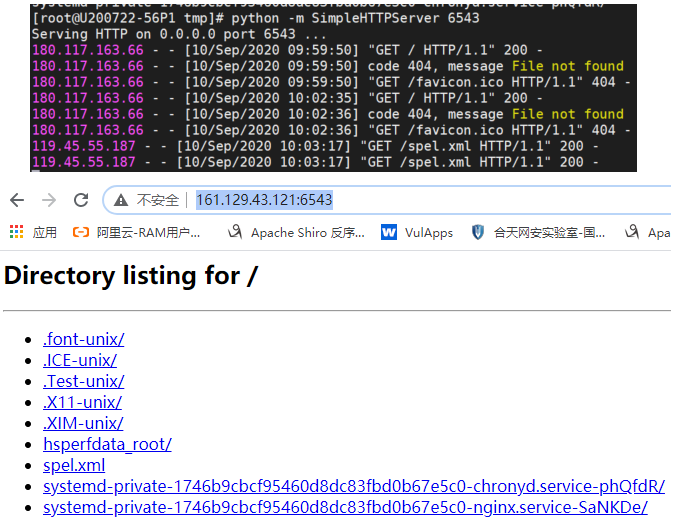 [root@U200722-56P1 tmp]# python -m SimpleHTTPServer 6543
Serving HTTP on 0.0.0.0 port 6543 ...
180.117.163.66 - - [10/Sep/2020 09:59:50] "GET / HTTP/1.1" 200 -
180.117.163.66 - - [10/Sep/2020 09:59:50] code 404, message File not found
180.117.163.66 - - [10/Sep/2020 09:59:50] "GET /favicon.ico HTTP/1.1" 404 -
180.117.163.66 - - [10/Sep/2020 10:02:35] "GET / HTTP/1.1" 200 -
180.117.163.66 - - [10/Sep/2020 10:02:36] code 404, message File not found
180.117.163.66 - - [10/Sep/2020 10:02:36] "GET /favicon.ico HTTP/1.1" 404 -
119.45.55.187 - - [10/Sep/2020 10:03:17] "GET /spel.xml HTTP/1.1" 200 -
119.45.55.187 - - [10/Sep/2020 10:03:17] "GET /spel.xml HTTP/1.1" 200 -
不安全 | 161.129.43.121:6543
应用 阿里云-RAM用户... Apache Shiro 反序... VulApps 合天网安实验室-国... Apa
Directory listing for /
.font-unix/
.ICE-unix/
.Test-unix/
.X11-unix/
.XIM-unix/
hsperfdata_root/
spel.xml
systemd-private-1746b9cbcf95460d8dc83fbd0b67e5c0-chronyd.service-phQfdR/
systemd-private-1746b9cbcf95460d8dc83fbd0b67e5c0-nginx.service-SaNKDe/